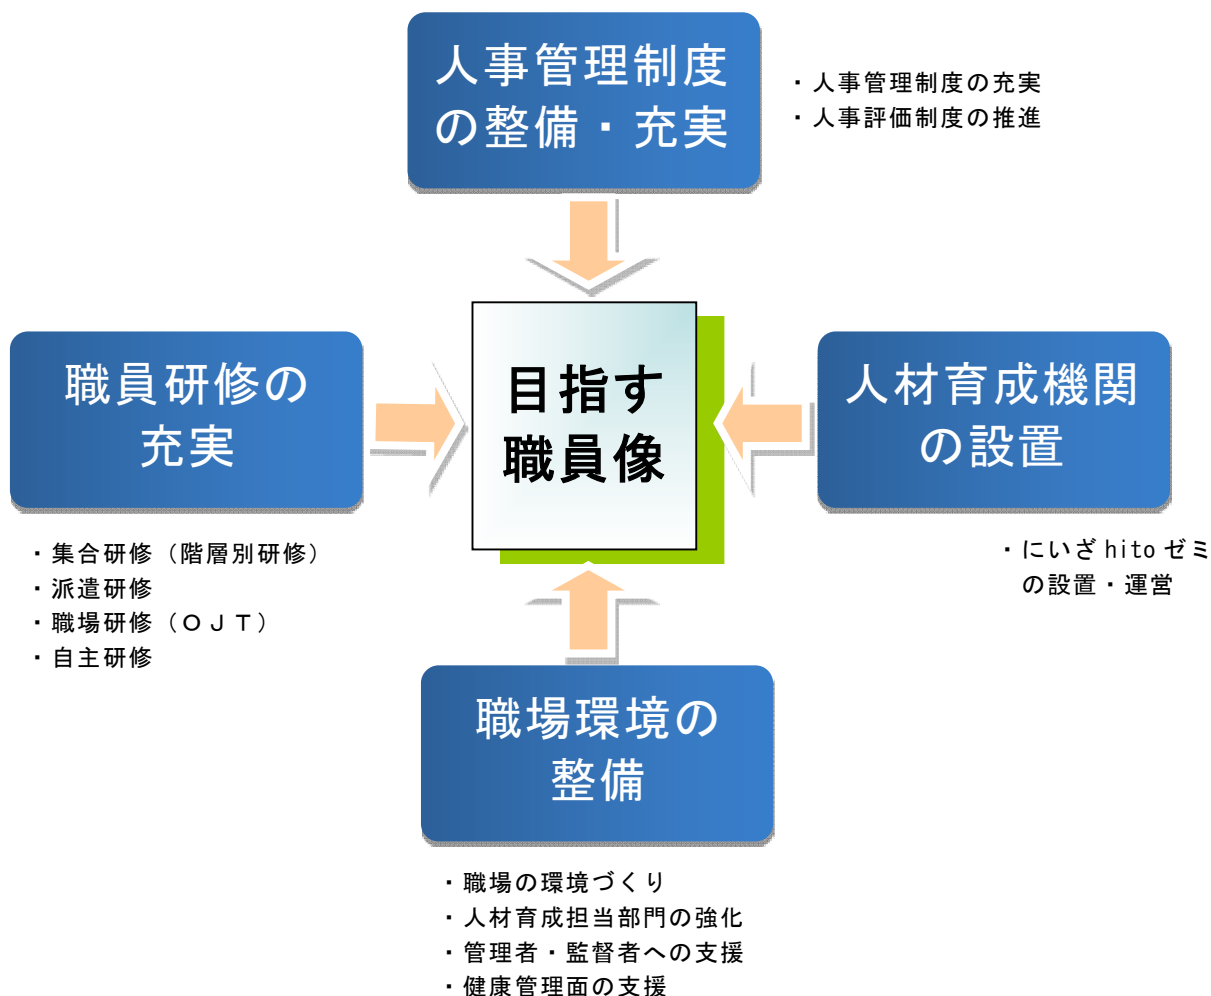 人事管理制度
の整備・充実
・人事管理制度の充実
・人事評価制度の推進
職員研修の
充実
・集合研修（階層別研修）
・派遣研修
・職場研修（ＯＪＴ）
・自主研修
目指す
職員像
人材育成機関
の設置
・にいざ hito ゼミ
の設置・運営
職場環境の
整備
・職場の環境づくり
・人材育成担当部門の強化
・管理者・監督者への支援
・健康管理面の支援